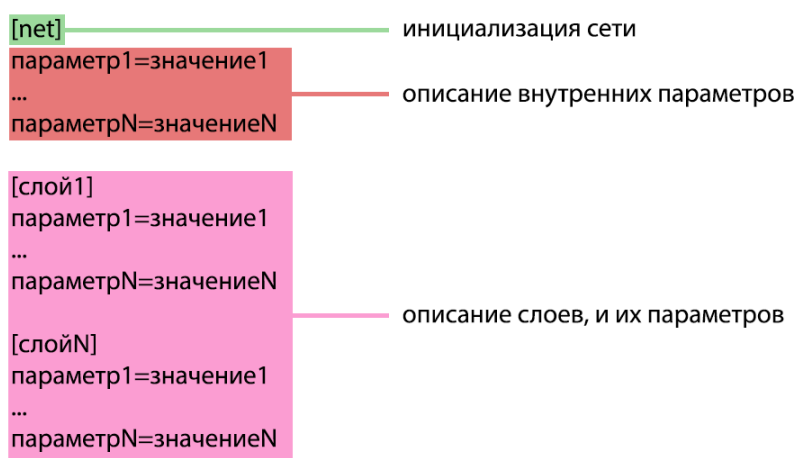 [net]
инициализация сети
параметр1=значение1
...
описание внутренних параметров
параметрN=значениеN
[слой1]
параметр1=значение1
...
параметрN=значениеN
описание слоев, и их параметров
[слойN]
параметр1=значение1
...
параметрN=значениеN